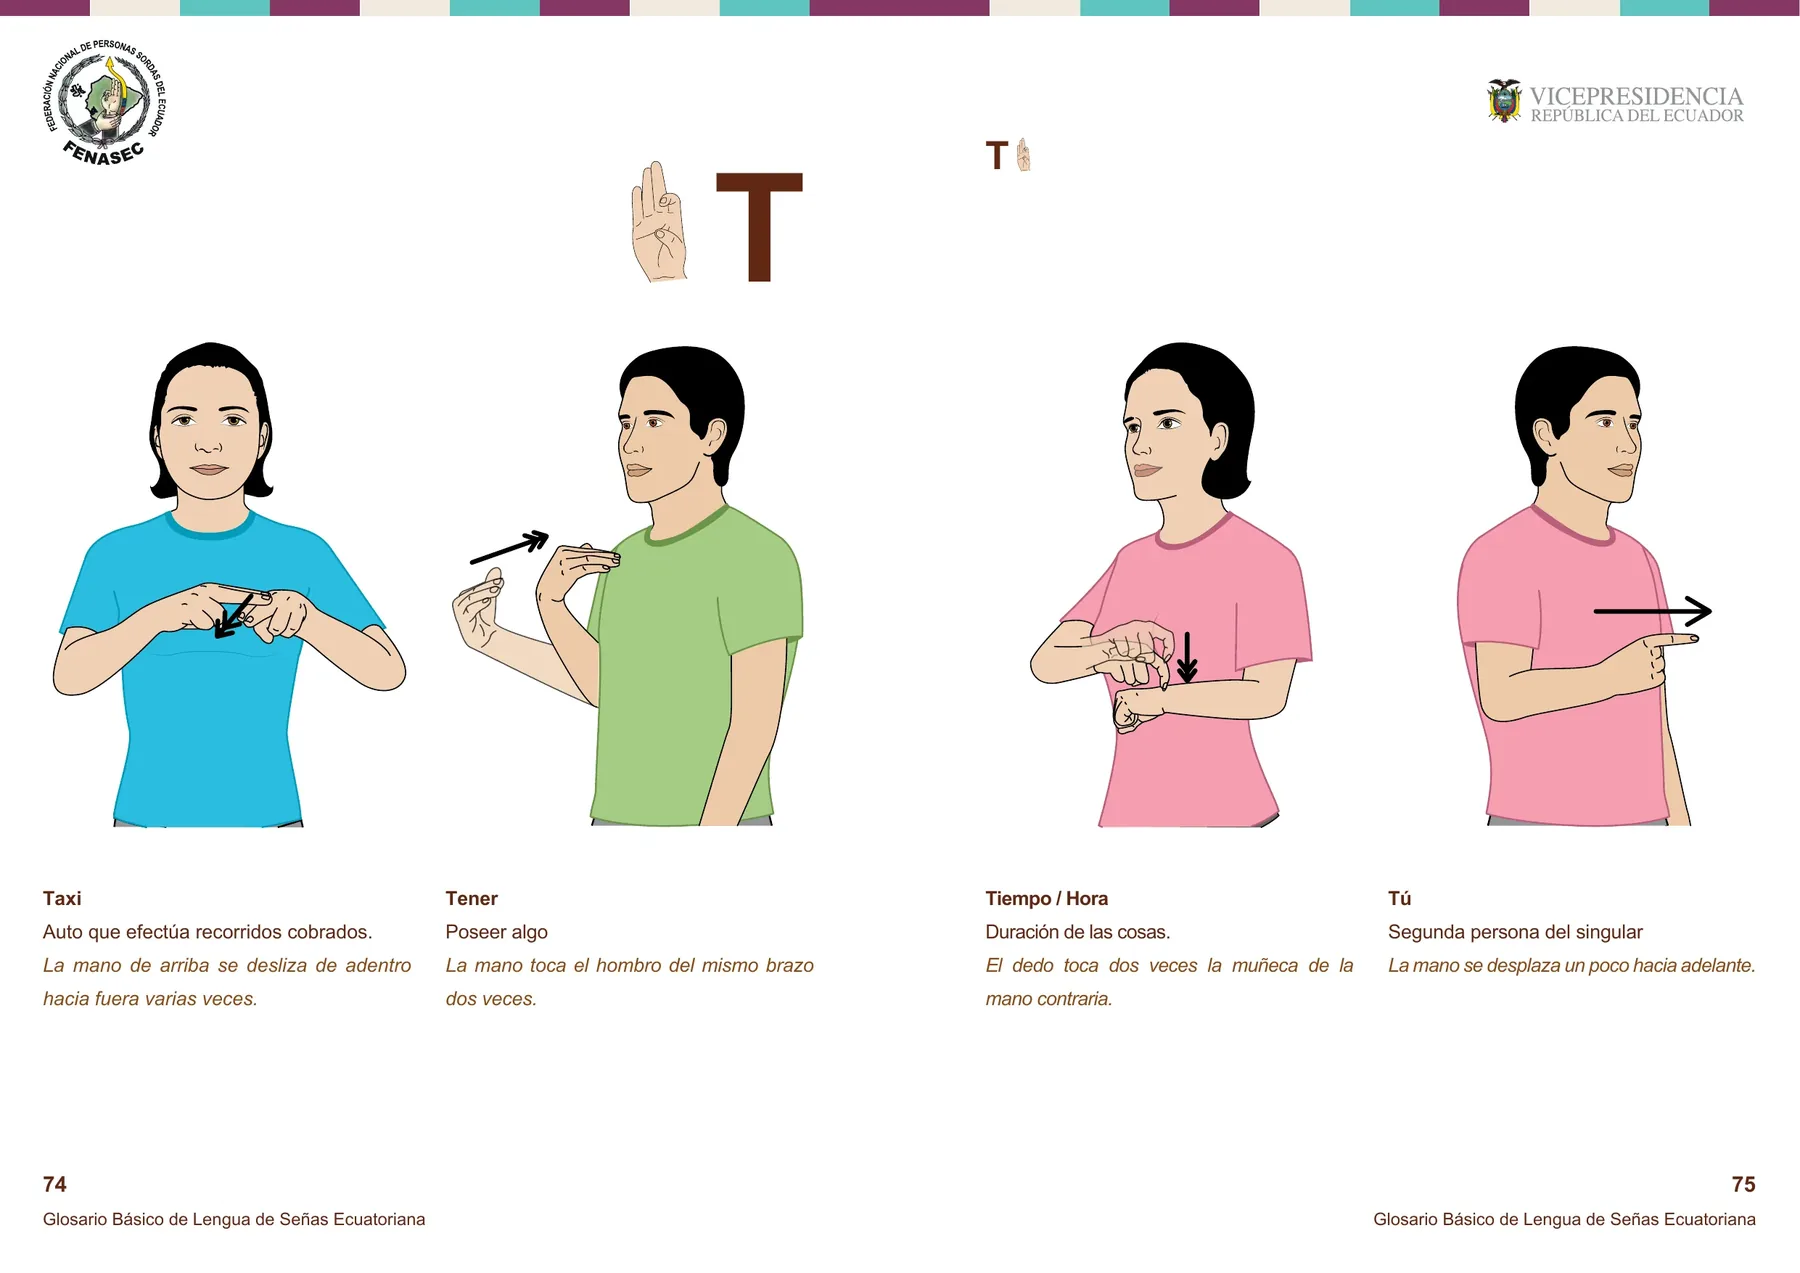 FEDERACIÓN NACIONAL DE PERSONAS SORDAS DEL ECUADOR
FENASEC
T
Taxi
Auto que efectúa recorridos cobrados.
La mano de arriba se desliza de adentro
hacia fuera varias veces.
Tener
Poseer algo
La mano toca el hombro del mismo brazo
dos veces.
74
Glosario Básico de Lengua de Señas Ecuatoriana
VICEPRESIDENCIA
REPÚBLICA DEL ECUADOR
T
Tiempo / Hora
Duración de las cosas.
El dedo toca dos veces la muñeca de la
mano contraria.
Tú
Segunda persona del singular
La mano se desplaza un poco hacia adelante.
75
Glosario Básico de Lengua de Señas Ecuatoriana